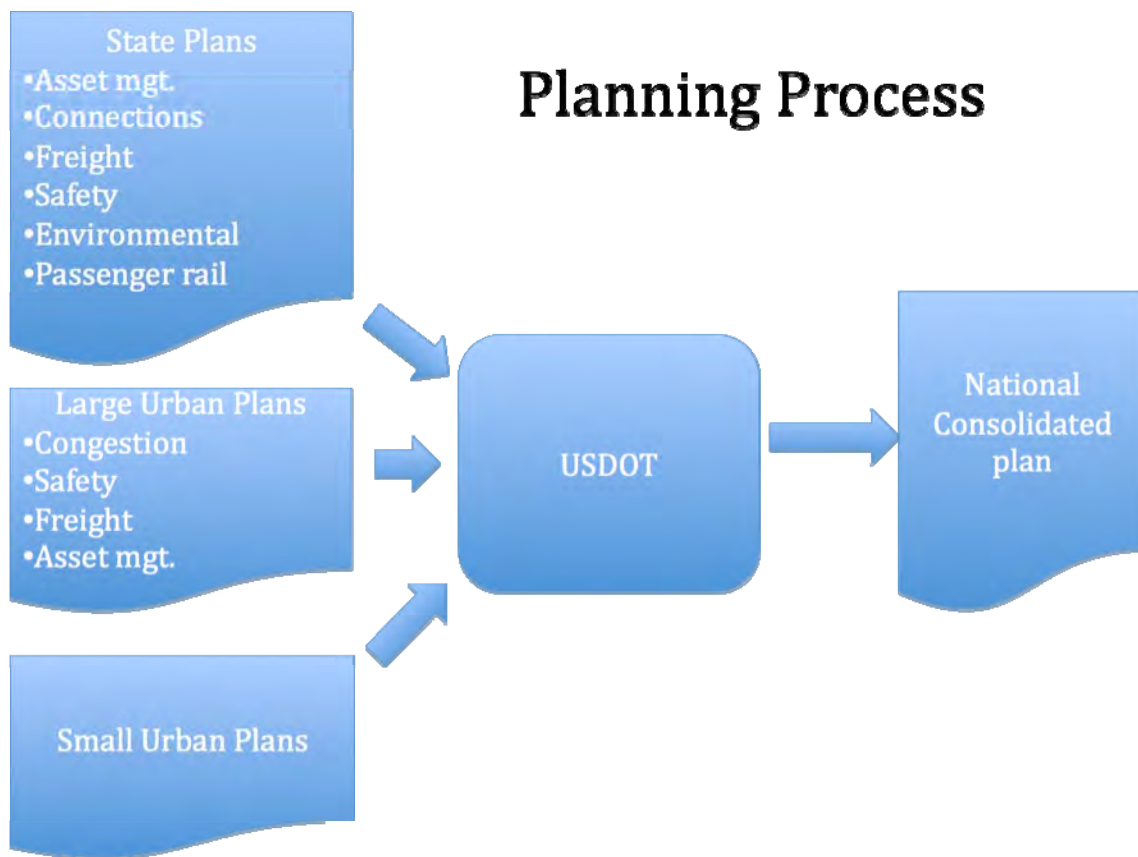 State Plans
•Asset mgt.
•Connections
•Freight
•Safety
•Environmental
•Passenger rail
Planning Process
Large Urban Plans
•Congestion
•Safety
•Freight
•Asset mgt.
USDOT
National
Consolidated
plan
Small Urban Plans